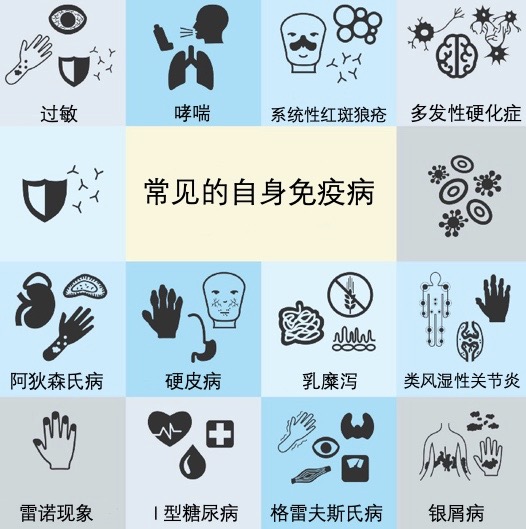 过敏
哮喘
系统性红斑狼疮
多发性硬化症
常见的自身免疫病
阿狄森氏病
硬皮病
乳糜泻
类风湿性关节炎
雷诺现象
I型糖尿病
格雷夫斯氏病
银屑病